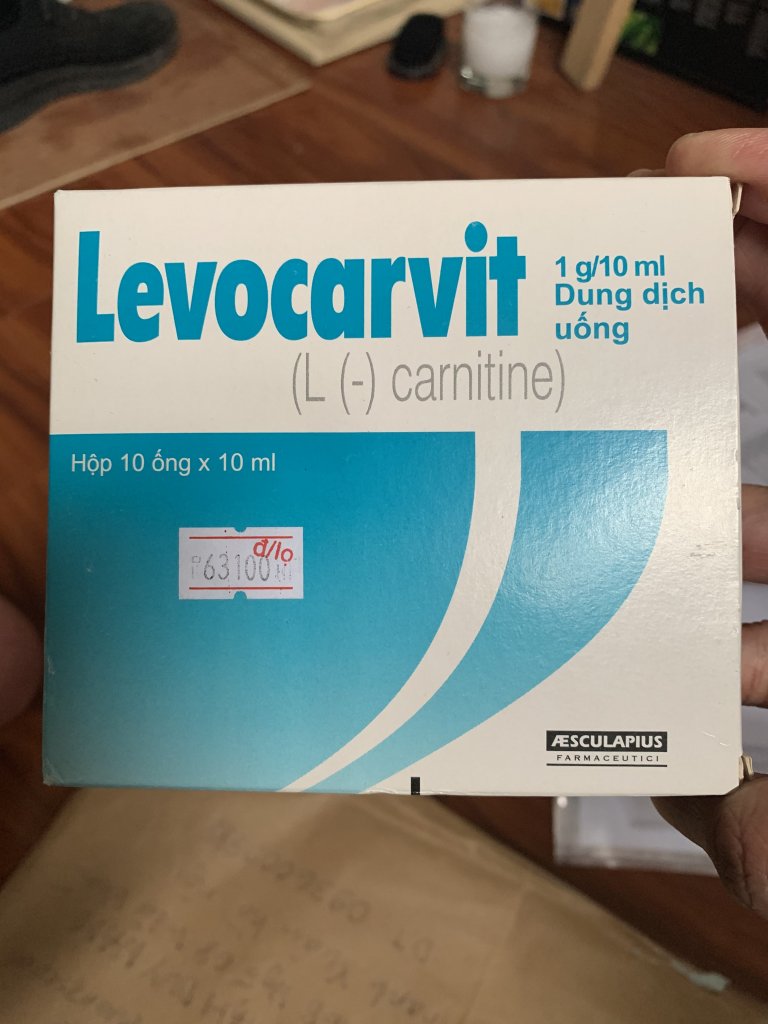 Levocarvit
1 g/10 ml
Dung dịch
uống
(L (-) carnitine)
Hộp 10 ống x 10 ml
đ/lọ
63100
ÆSCULAPIUS
FARMACEUTICI